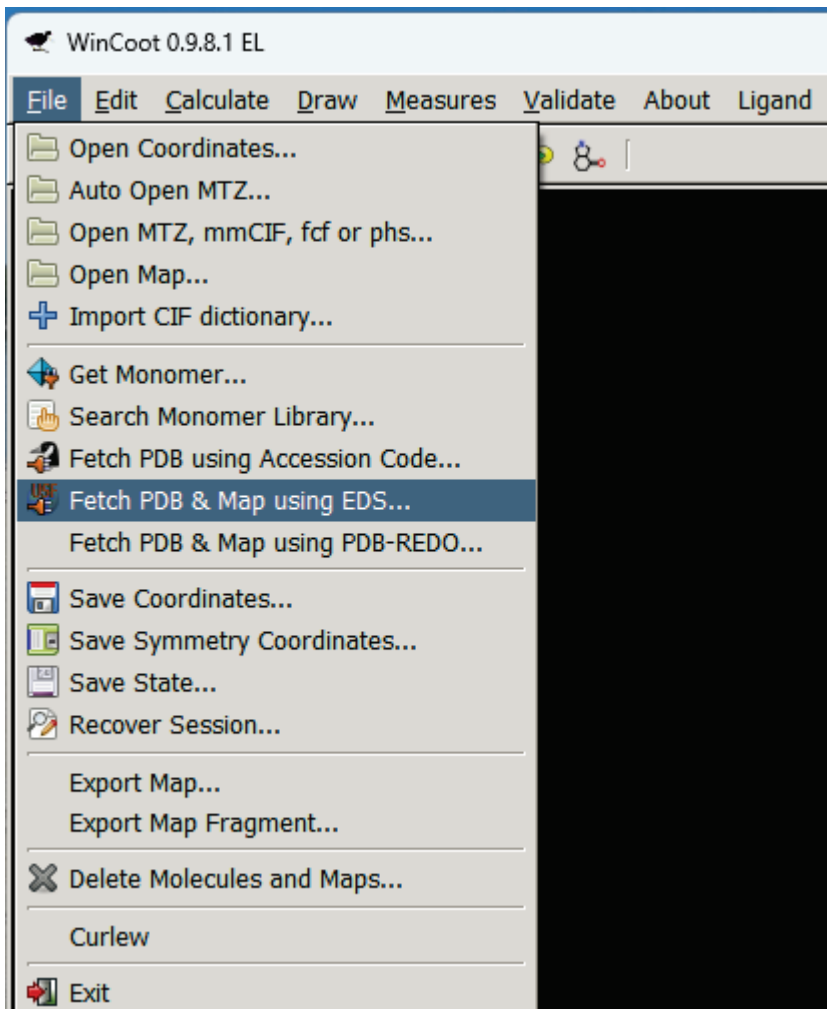 WinCoot 0.9.8.1 EL
File Edit Calculate Draw Measures Validate About Ligand
Open Coordinates...
Auto Open MTZ...
Open MTZ, mmCIF, fcf or phs...
Open Map...
Import CIF dictionary...
Get Monomer...
Search Monomer Library...
Fetch PDB using Accession Code...
Fetch PDB & Map using EDS...
Fetch PDB & Map using PDB-REDO...
Save Coordinates...
Save Symmetry Coordinates...
Save State...
Recover Session...
Export Map...
Export Map Fragment...
Delete Molecules and Maps...
Curlew
Exit